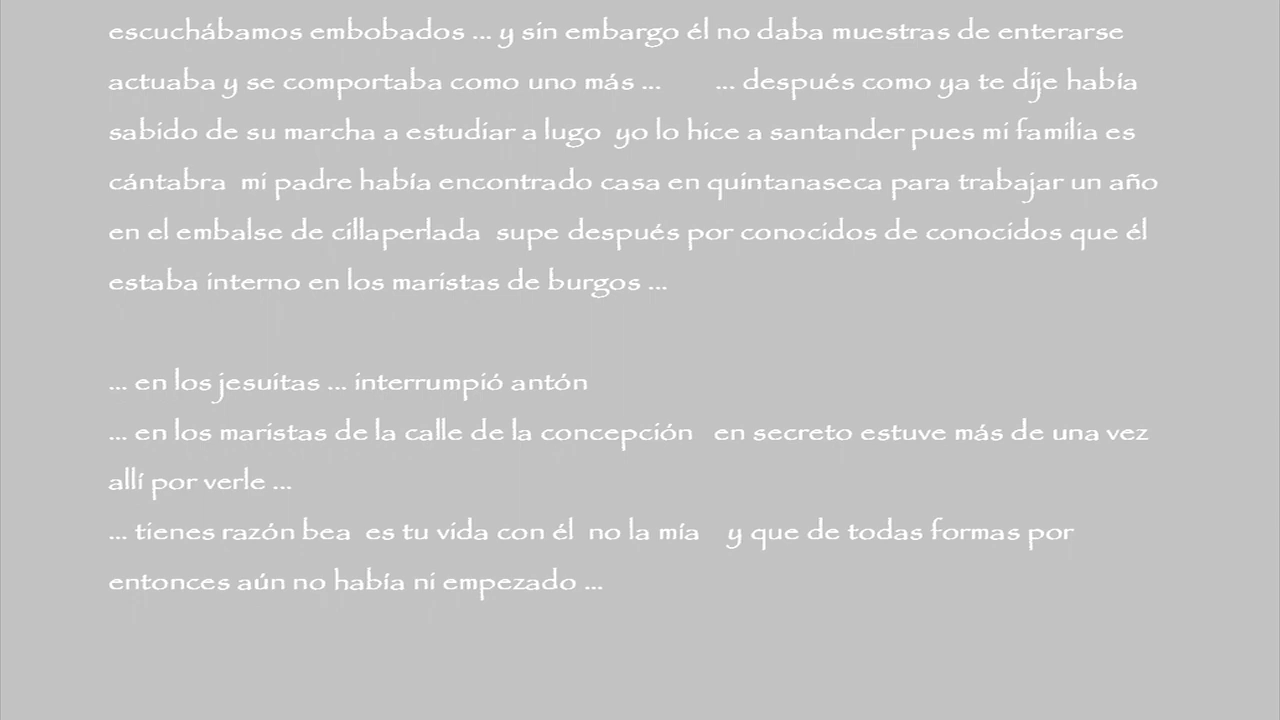 escuchábamos embobados ... y sin embargo él no daba muestras de enterarse
actuaba y se comportaba como uno más ... ... después como ya te dije había
sabido de su marcha a estudiar a lugo yo lo hice a santander pues mi familia es
cántabra mi padre había encontrado casa en quintanaseca para trabajar un año
en el embalse de cillaperlada supe después por conocidos de conocidos que él
estaba interno en los maristas de burgos ...
... en los jesuitas ... interrumpió antón
... en los maristas de la calle de la concepción en secreto estuve más de una vez
allí por verle ...
... tienes razón bea es tu vida con él no la mía y que de todas formas por
entonces aún no había ni empezado ...